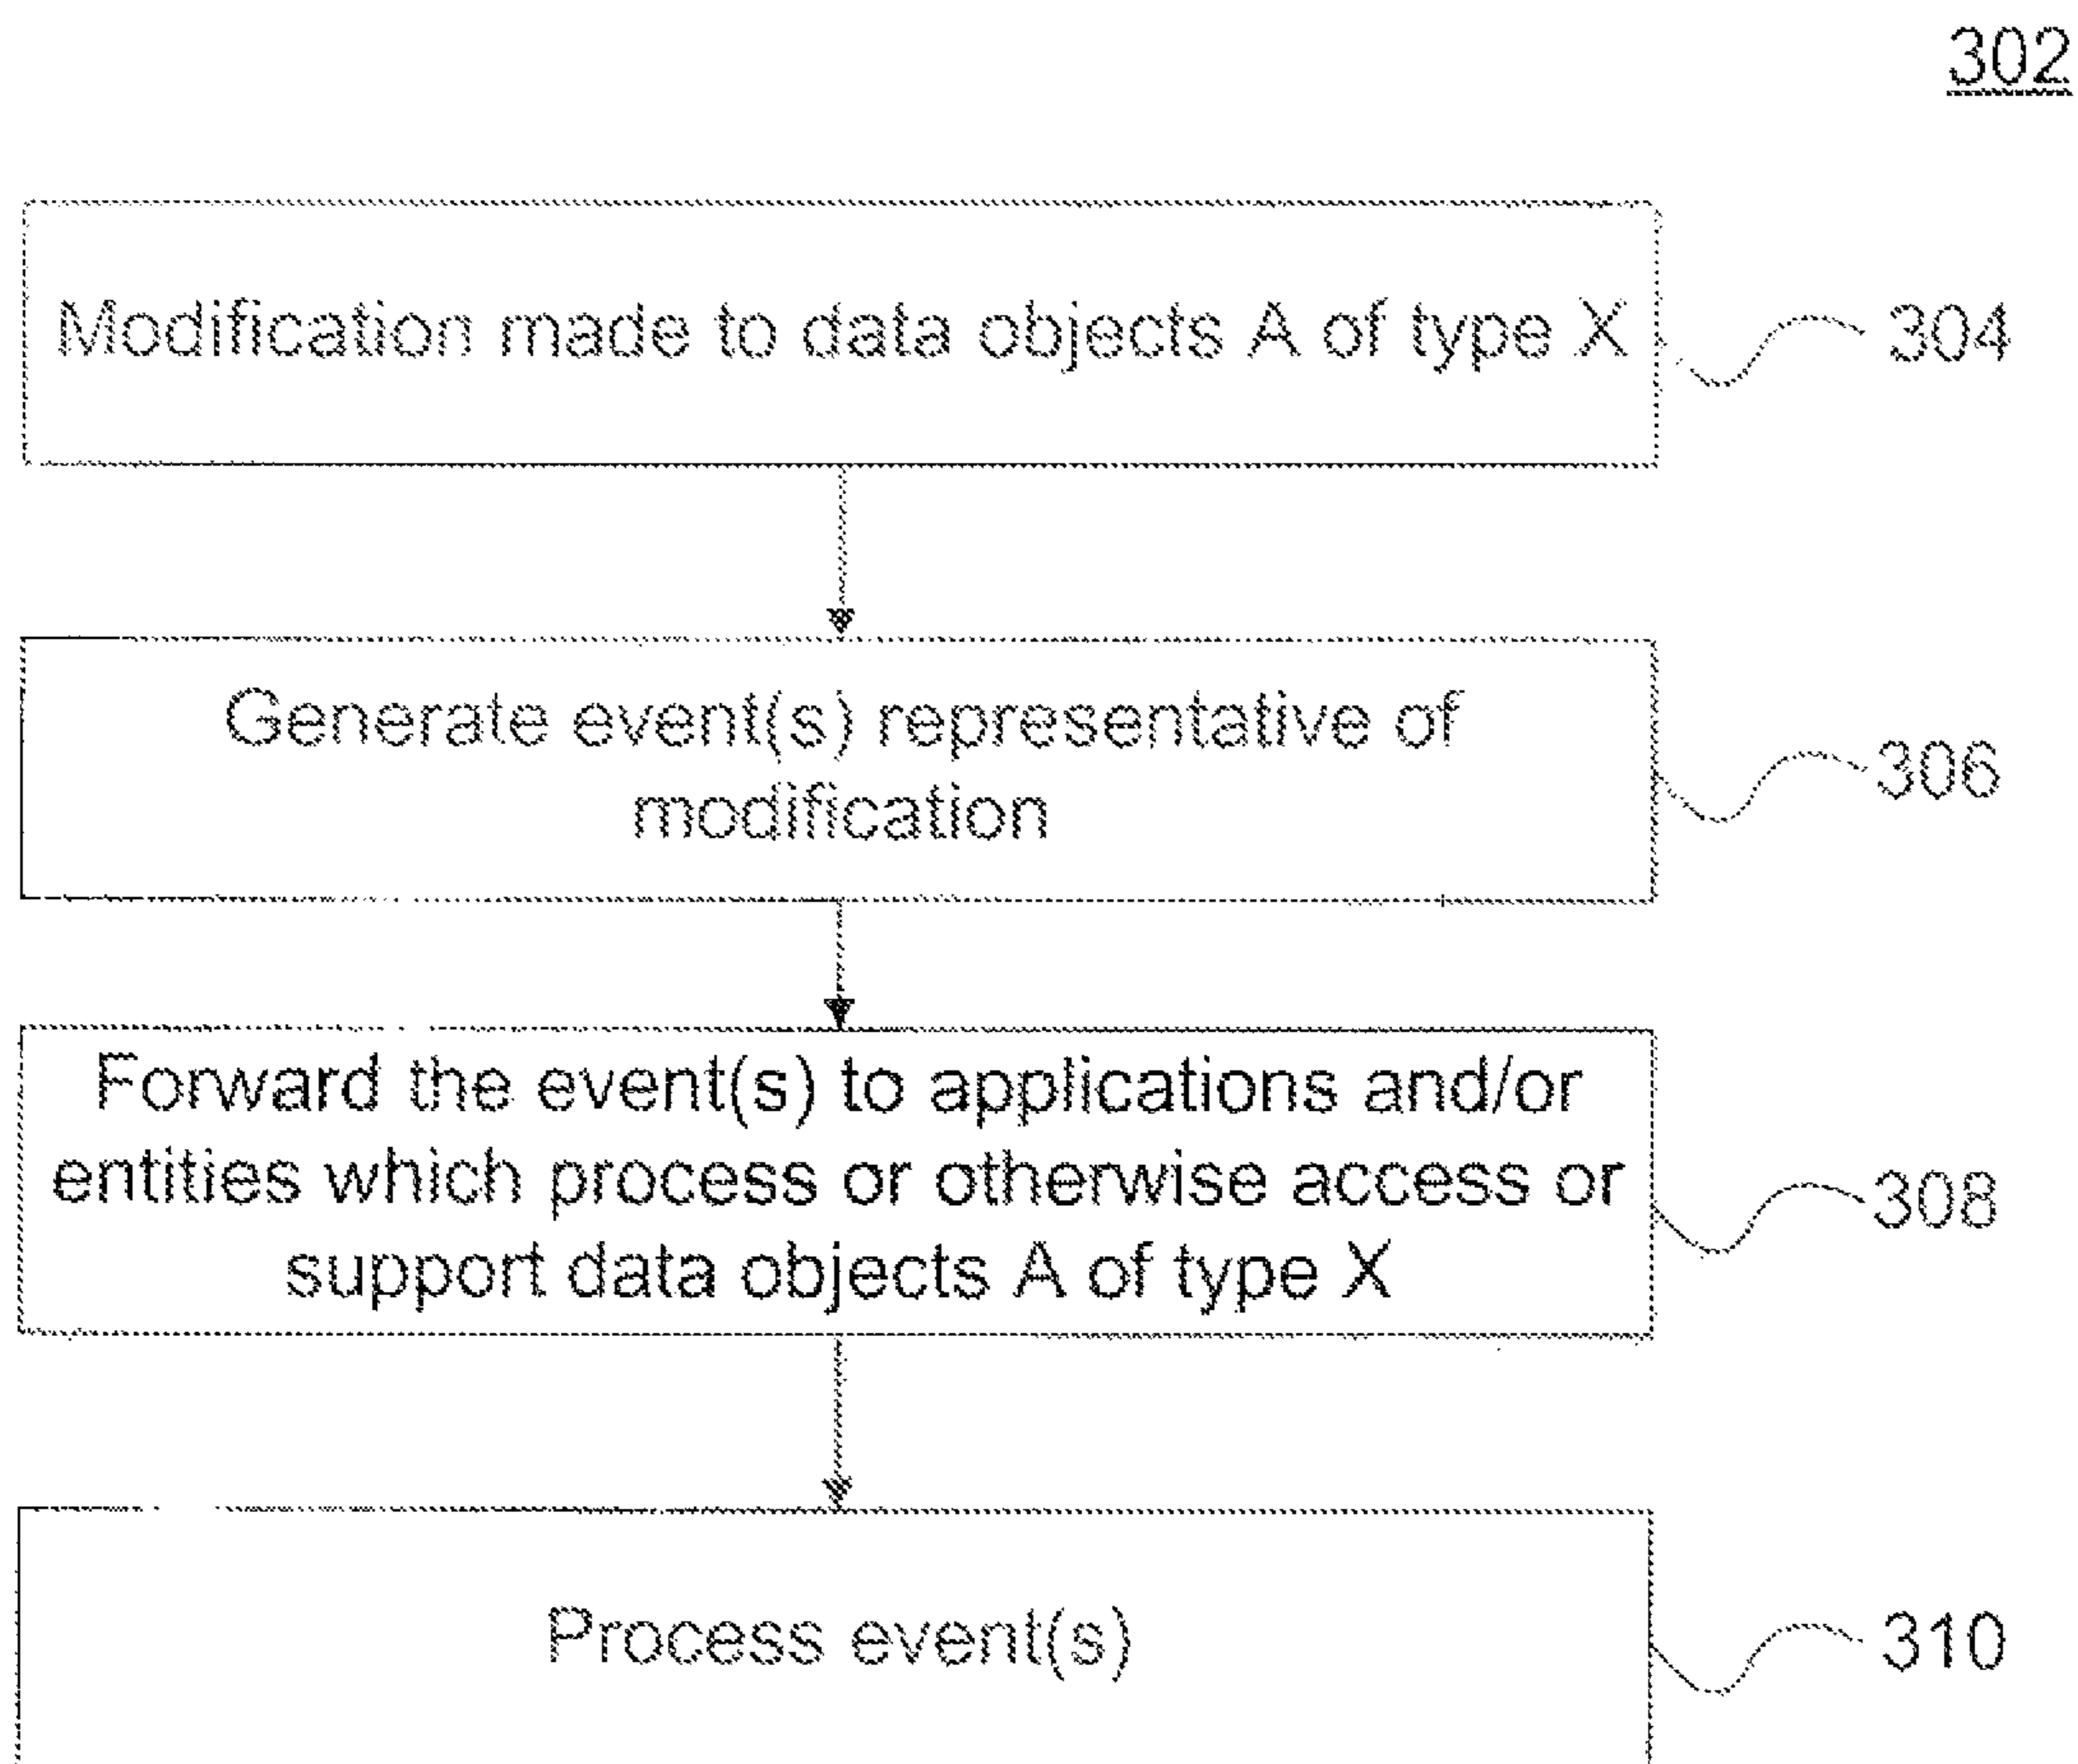 302
Modification made to data objects A of type X
304
Generate event(s) representative of
modification
306
Forward the event(s) to applications and/or
entities which process or otherwise access or
support data objects A of type X
308
Process event(s)
310